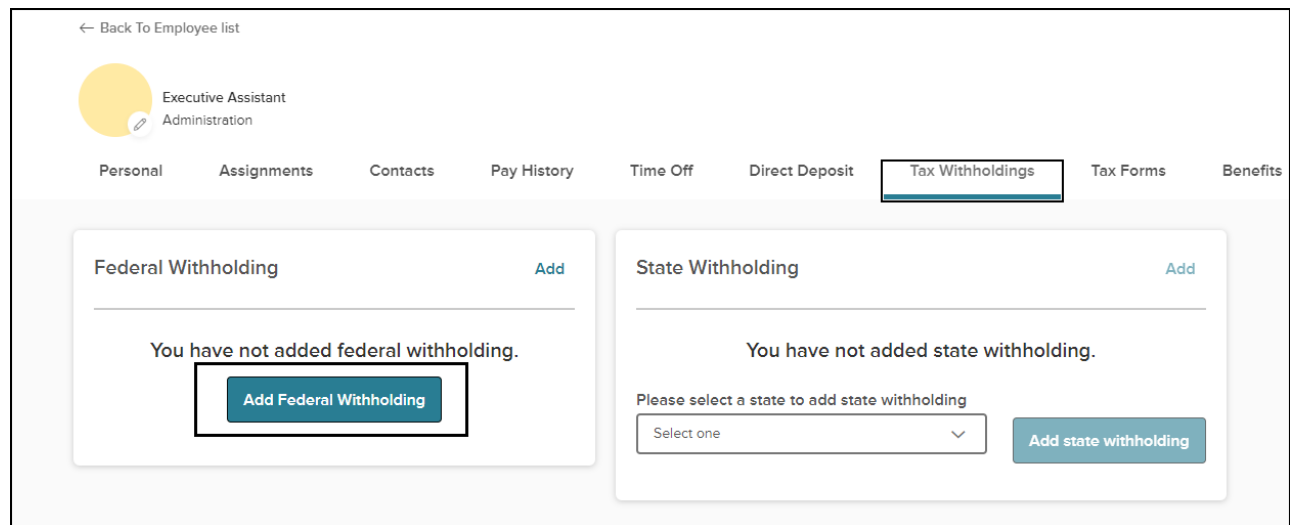 ← Back To Employee list
Executive Assistant
Administration
Personal Assignments Contacts Pay History Time Off Direct Deposit Tax Withholdings Tax Forms Benefits
Federal Withholding Add
You have not added federal withholding.
Add Federal Withholding
State Withholding Add
You have not added state withholding.
Please select a state to add state withholding
Select one
Add state withholding